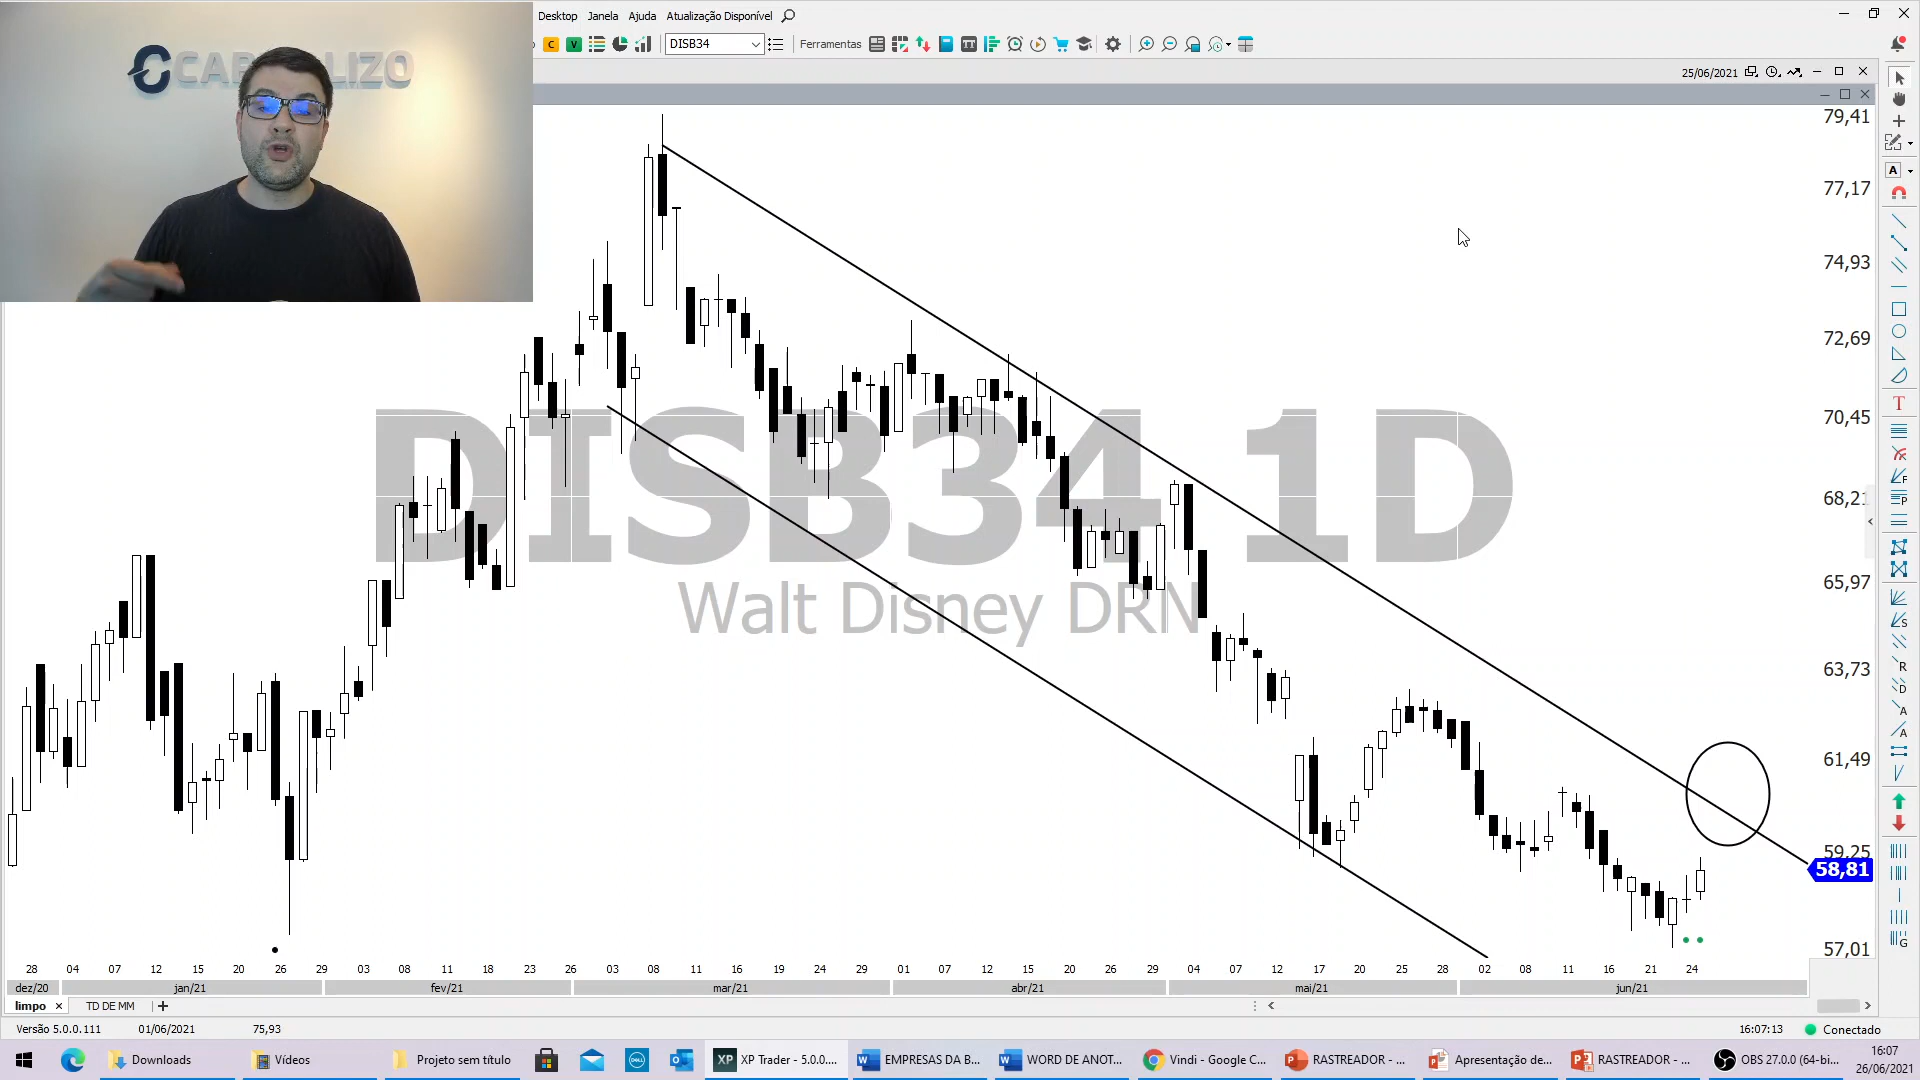 Desktop Janela Ajuda Atualização Disponível
C V DISB34 Ferramentas
25/06/2021
79,41
77,17
74,93
72,69
70,45
68,21
65,97
63,73
61,49
59,25
58,81
57,01
DISB34 1D
Walt Disney DRN
28 04 07 12 15 20 26 29 03 08 11 18 23 26 03 08 11 16 19 24 29 01 07 12 15 20 26 29 04 07 12 17 20 25 28 02 08 11 16 21 24
dez/20 jan/21 fev/21 mar/21 abr/21 mai/21 jun/21
limpo TD DE MM
Versão 5.0.0.111 01/06/2021 75,93 16:07:13 Conectado
Downloads Vídeos Projeto sem título XP Trader - 5.0.0.... EMPRESAS DA B... WORD DE ANOT... Vindi - Google C... RASTREADOR - ... Apresentação de... RASTREADOR - ... OBS 27.0.0 (64-bi...
16:07
26/06/2021